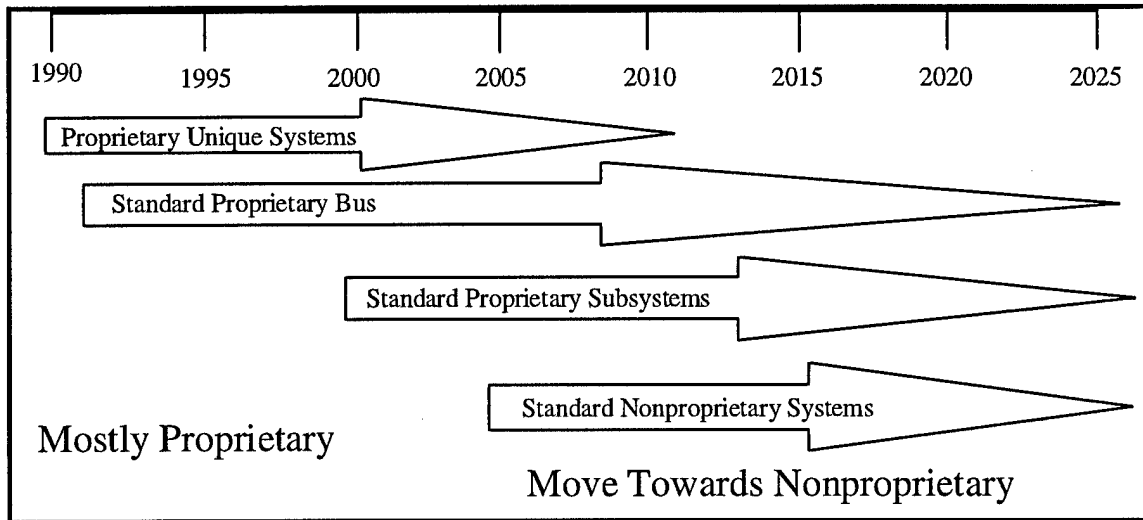 1990 1995 2000 2005 2010 2015 2020 2025
Proprietary Unique Systems
Standard Proprietary Bus
Standard Proprietary Subsystems
Standard Nonproprietary Systems
Mostly Proprietary
Move Towards Nonproprietary